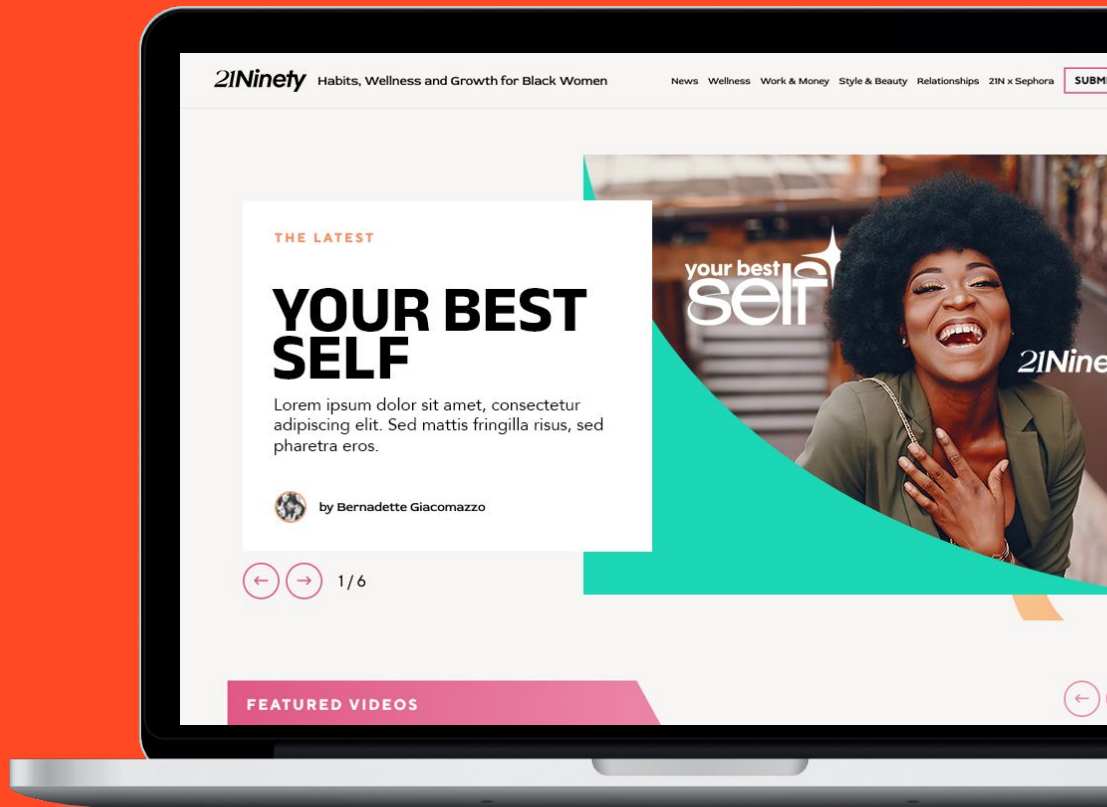 21Ninety Habits, Wellness and Growth for Black Women News Wellness Work & Money Style & Beauty Relationships 21N x Sephora
THE LATEST
YOUR BEST
SELF
Lorem ipsum dolor sit amet, consectetur
adipiscing elit. Sed mattis fringilla risus, sed
pharetra eros.
by Bernadette Giacomazzo
← → 1/6
your best
self
FEATURED VIDEOS
←